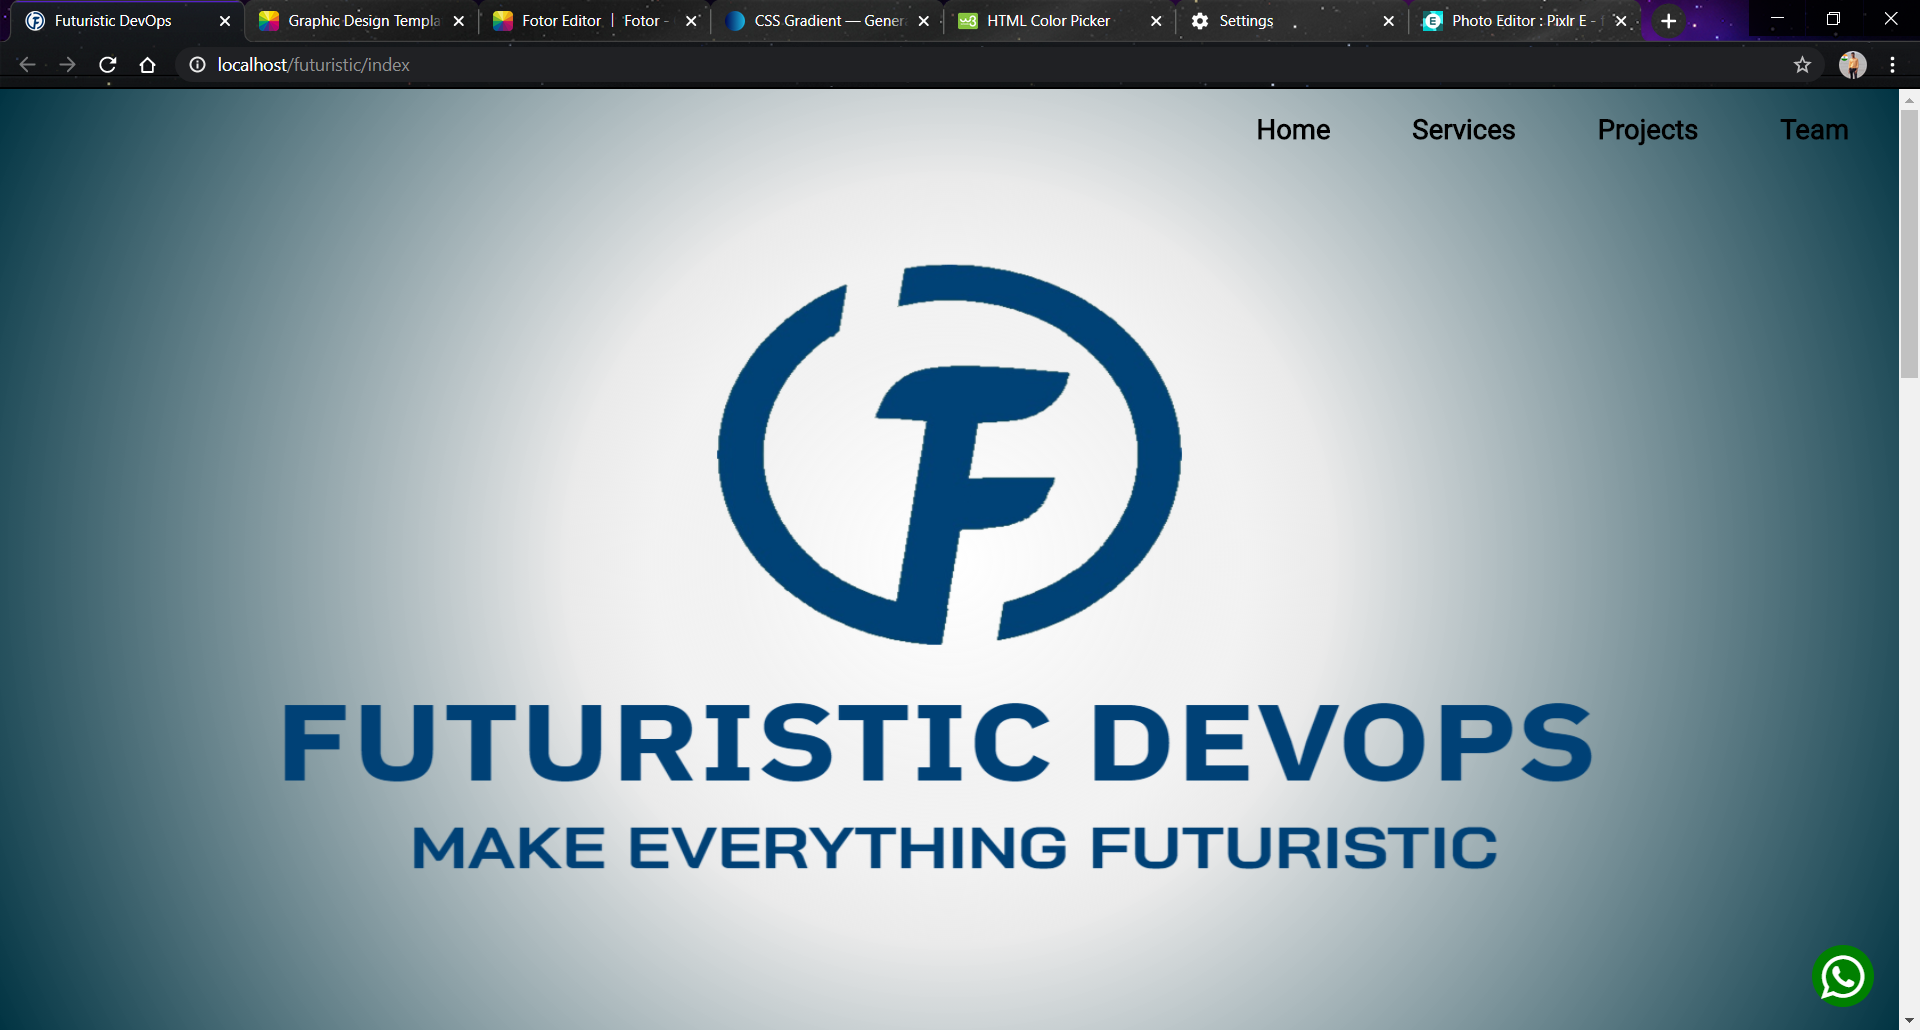 Futuristic DevOps
Graphic Design Templa
Fotor Editor | Fotor -
CSS Gradient — Gener
HTML Color Picker
Settings
Photo Editor : Pixlr E - f
localhost/futuristic/index
Home Services Projects Team
F
FUTURISTIC DEVOPS
MAKE EVERYTHING FUTURISTIC